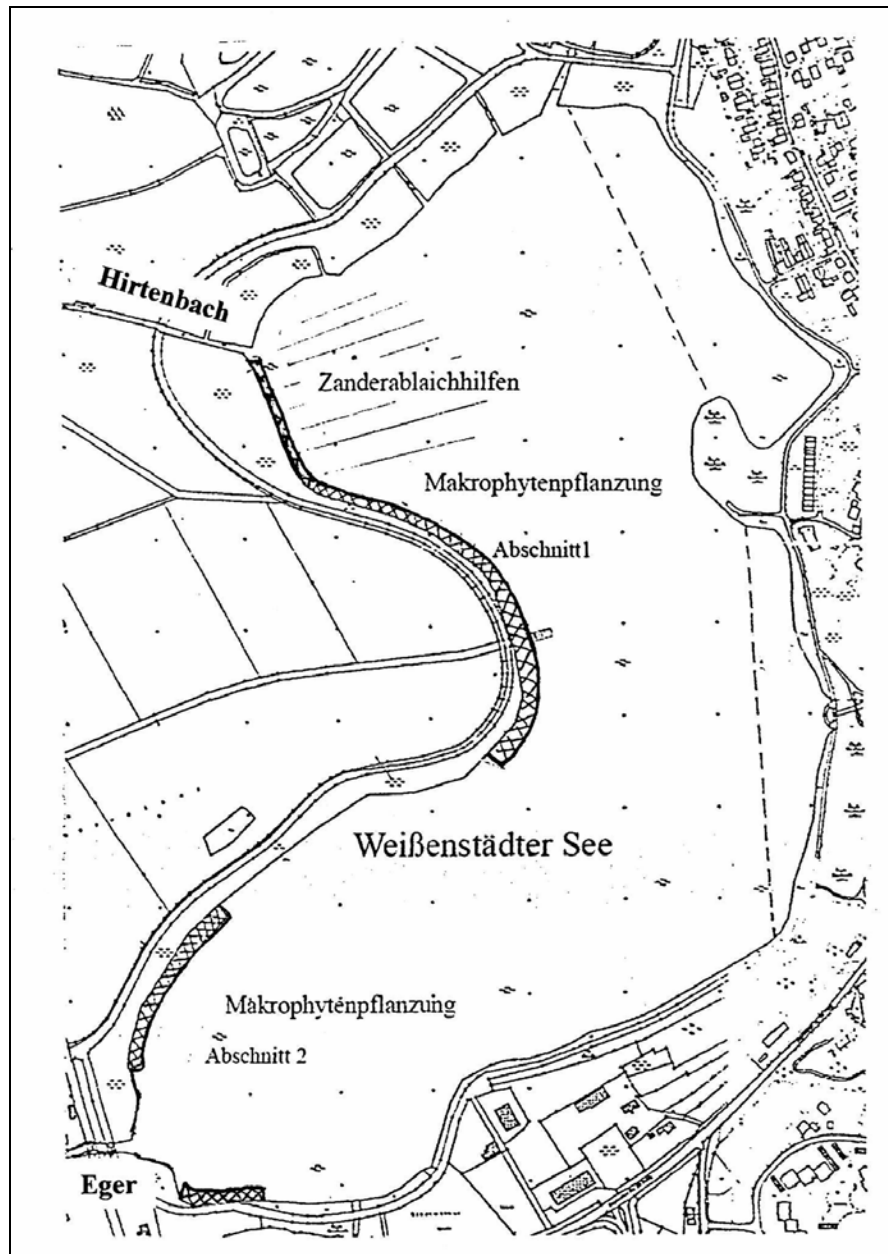 Hirtenbach
Zanderablaichhilfen
Makrophytenpflanzung
Abschnitt1
Weißenstädter See
Makrophytenpflanzung
Abschnitt 2
Eger